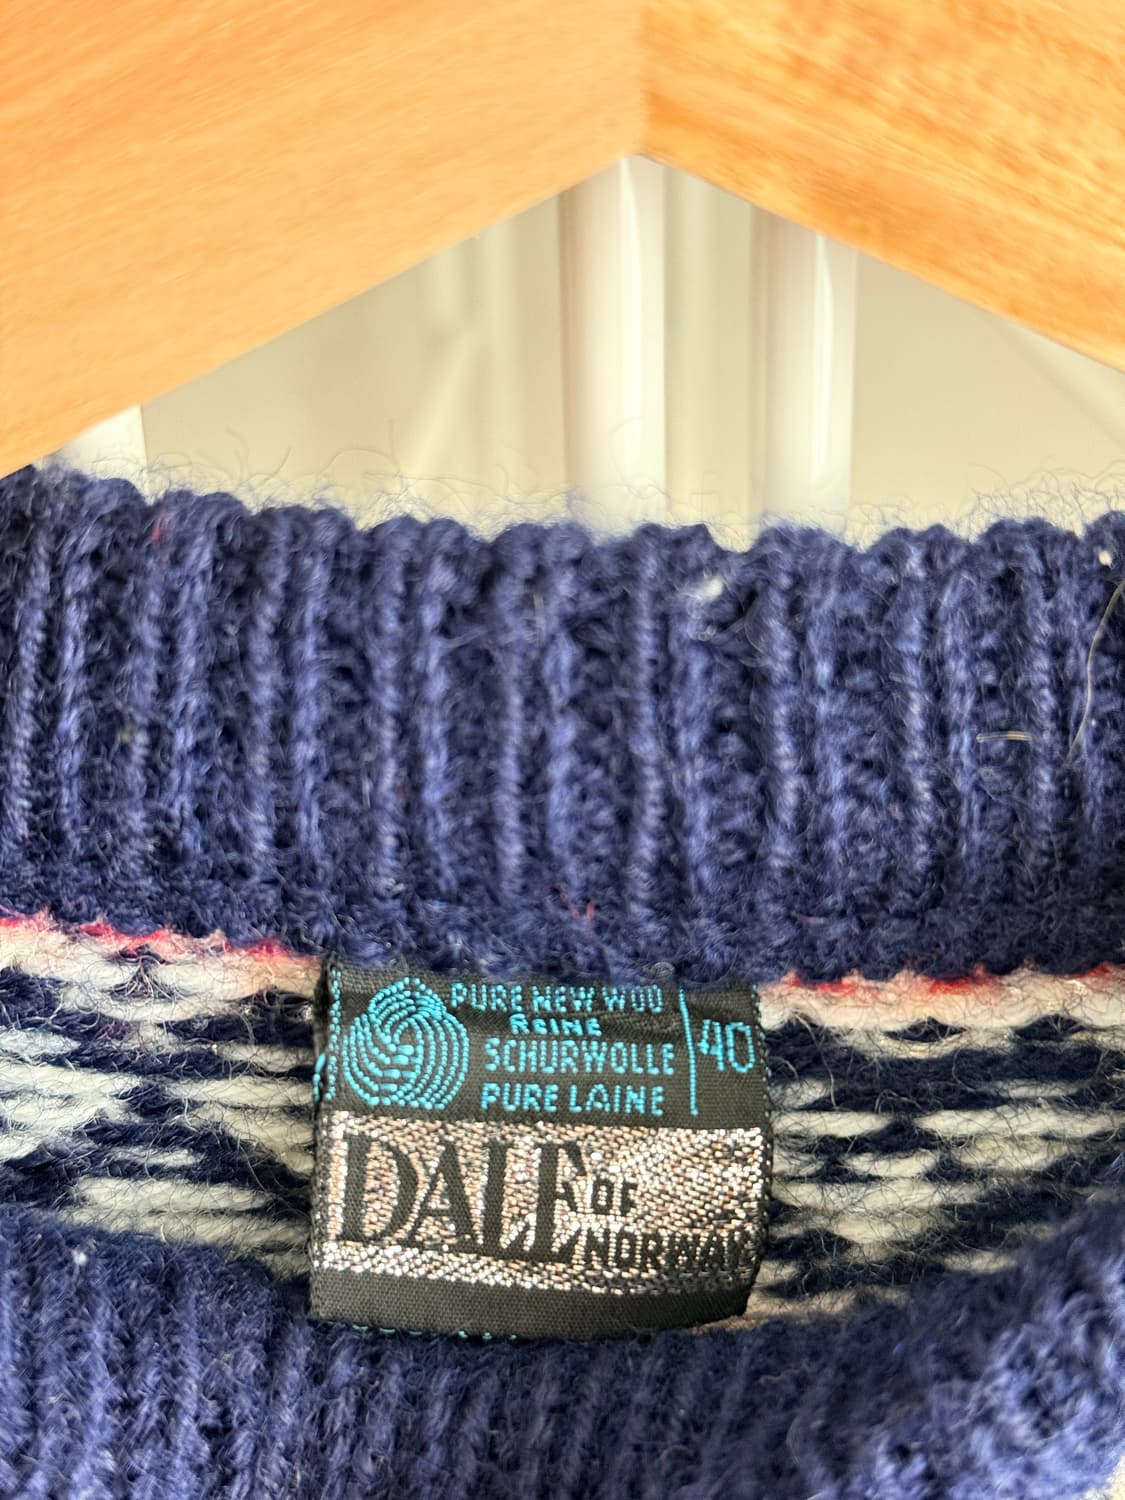 PURE NEW WOO
REINE
SCHURWOLLE
PURE LAINE
40
DALE OF
NORWAY